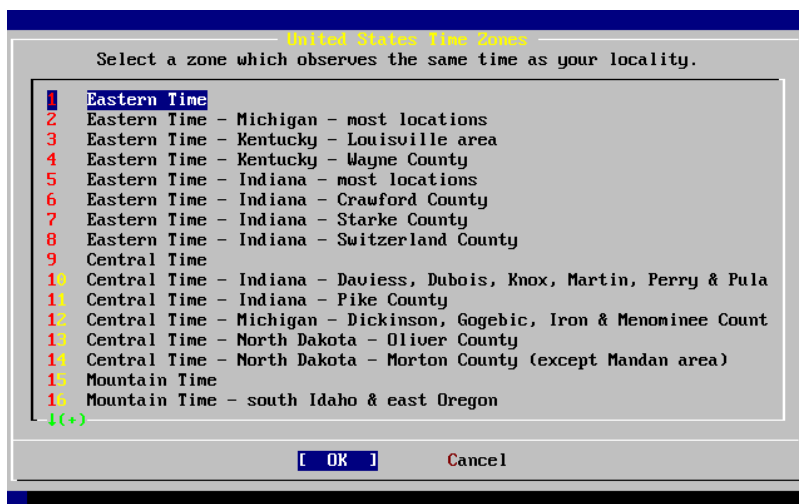 United States Time Zones
Select a zone which observes the same time as your locality.
1 Eastern Time
2 Eastern Time - Michigan - most locations
3 Eastern Time - Kentucky - Louisville area
4 Eastern Time - Kentucky - Wayne County
5 Eastern Time - Indiana - most locations
6 Eastern Time - Indiana - Crawford County
7 Eastern Time - Indiana - Starke County
8 Eastern Time - Indiana - Switzerland County
9 Central Time
10 Central Time - Indiana - Daviess, Dubois, Knox, Martin, Perry & Pula
11 Central Time - Indiana - Pike County
12 Central Time - Michigan - Dickinson, Gogebic, Iron & Menominee Count
13 Central Time - North Dakota - Oliver County
14 Central Time - North Dakota - Morton County (except Mandan area)
15 Mountain Time
16 Mountain Time - south Idaho & east Oregon
↓(+)
[ OK ] Cancel